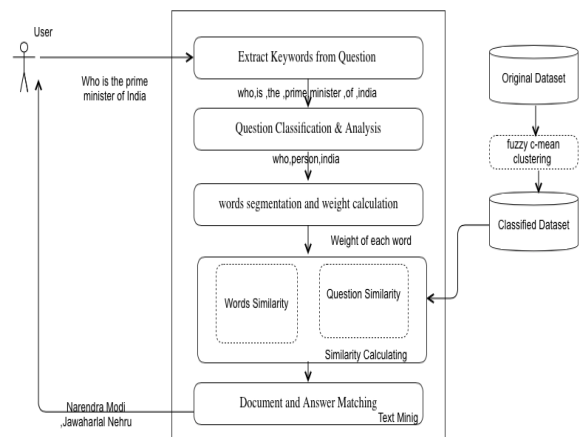 User
Who is the prime
minister of India
Extract Keywords from Question
who,is ,the ,prime,minister ,of ,india
Question Classification & Analysis
who,person,india
words segmentation and weight calculation
Weight of each word
Words Similarity
Question Similarity
Similarity Calculating
Document and Answer Matching
Text Minig
Narendra Modi
,Jawaharlal Nehru
Original Dataset
fuzzy c-mean
clustering
Classified Dataset